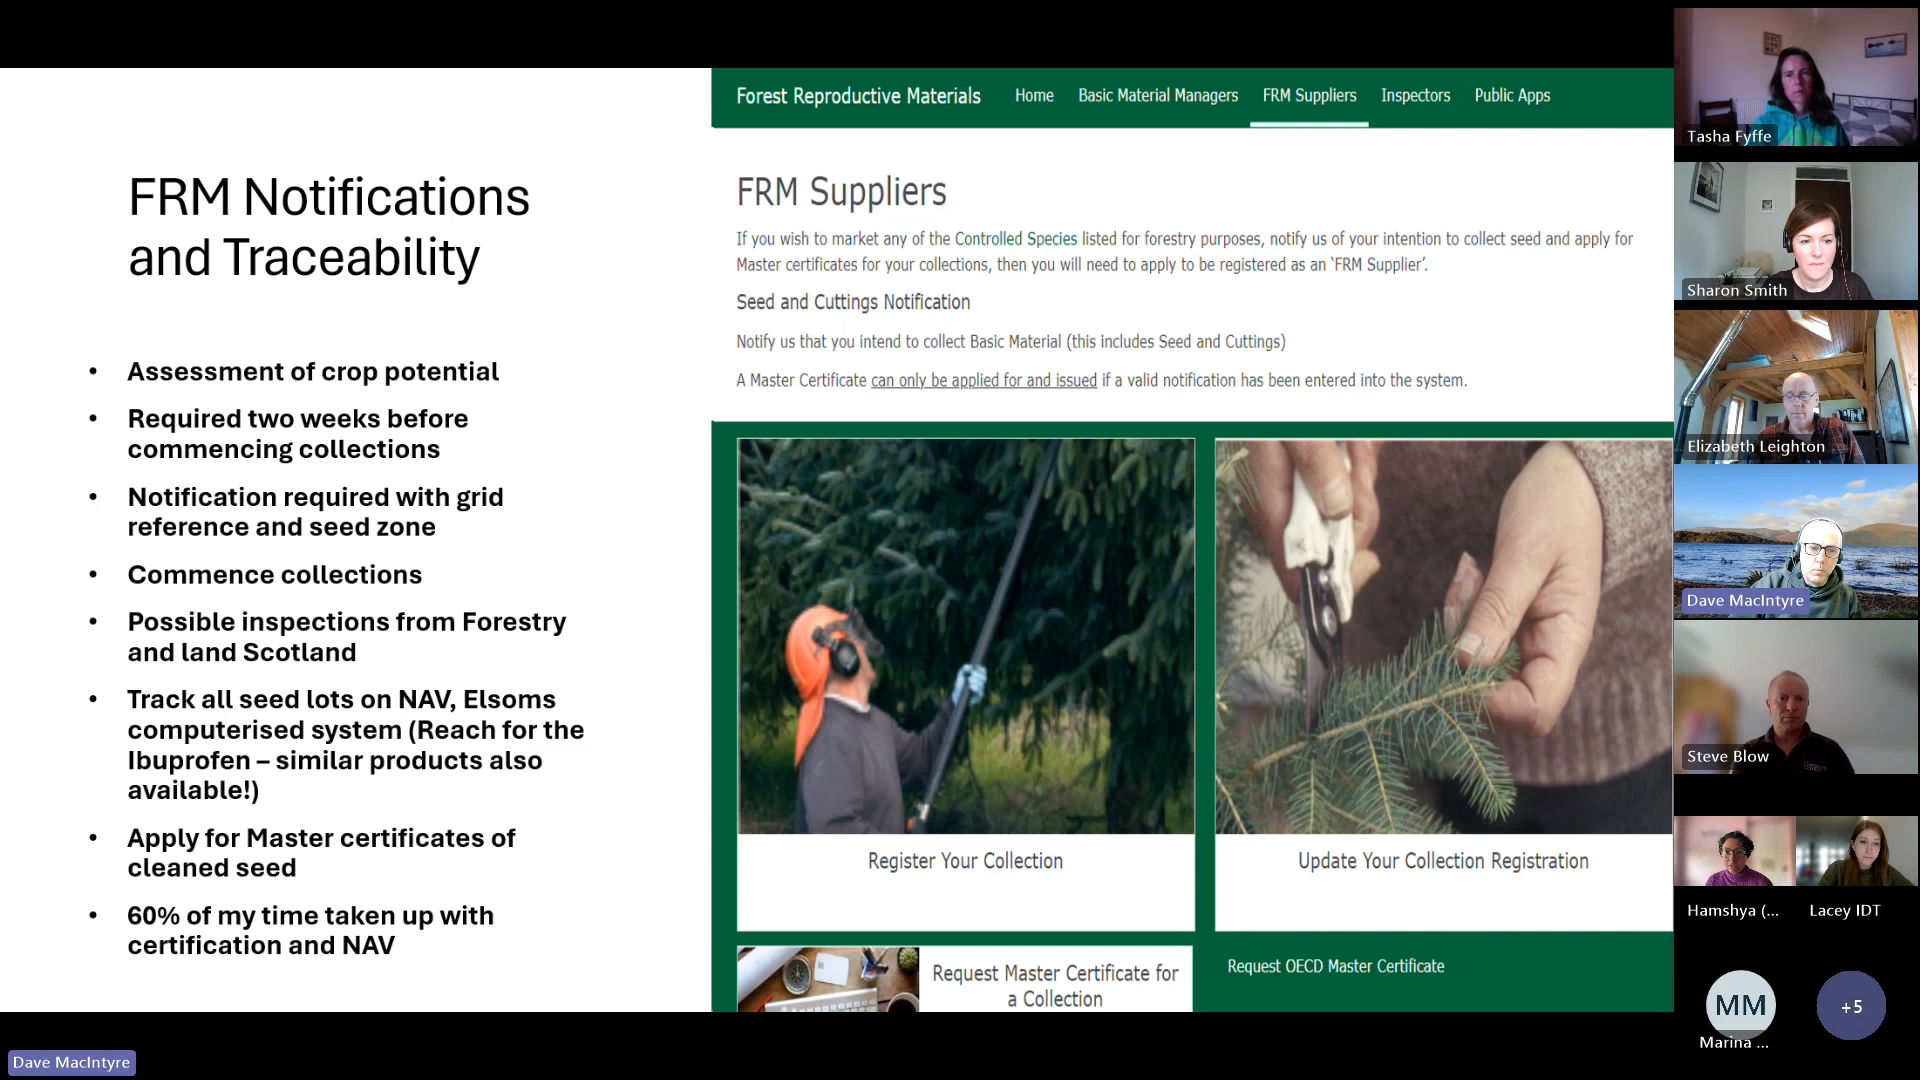 FRM Notifications
and Traceability
• Assessment of crop potential
• Required two weeks before
commencing collections
• Notification required with grid
reference and seed zone
• Commence collections
• Possible inspections from Forestry
and land Scotland
• Track all seed lots on NAV, Elsoms
computerised system (Reach for the
Ibuprofen – similar products also
available!)
• Apply for Master certificates of
cleaned seed
• 60% of my time taken up with
certification and NAV
Forest Reproductive Materials Home Basic Material Managers FRM Suppliers Inspectors Public Apps
FRM Suppliers
If you wish to market any of the Controlled Species listed for forestry purposes, notify us of your intention to collect seed and apply for
Master certificates for your collections, then you will need to apply to be registered as an ‘FRM Supplier’.
Seed and Cuttings Notification
Notify us that you intend to collect Basic Material (this includes Seed and Cuttings)
A Master Certificate can only be applied for and issued if a valid notification has been entered into the system.
Register Your Collection
Update Your Collection Registration
Request Master Certificate for
a Collection
Request OECD Master Certificate
Tasha Fyffe
Sharon Smith
Elizabeth Leighton
Dave MacIntyre
Steve Blow
Hamshya (...
Lacey IDT
MM
Marina ...
+5
Dave MacIntyre